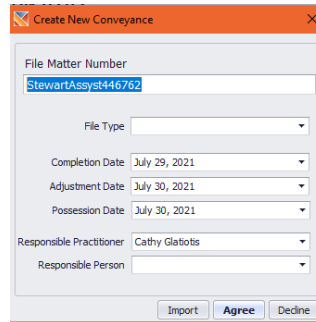 Create New Conveyance
File Matter Number
StewartAssyst446762
File Type
Completion Date July 29, 2021
Adjustment Date July 30, 2021
Possession Date July 30, 2021
Responsible Practitioner Cathy Glatiotis
Responsible Person
Import Agree Decline